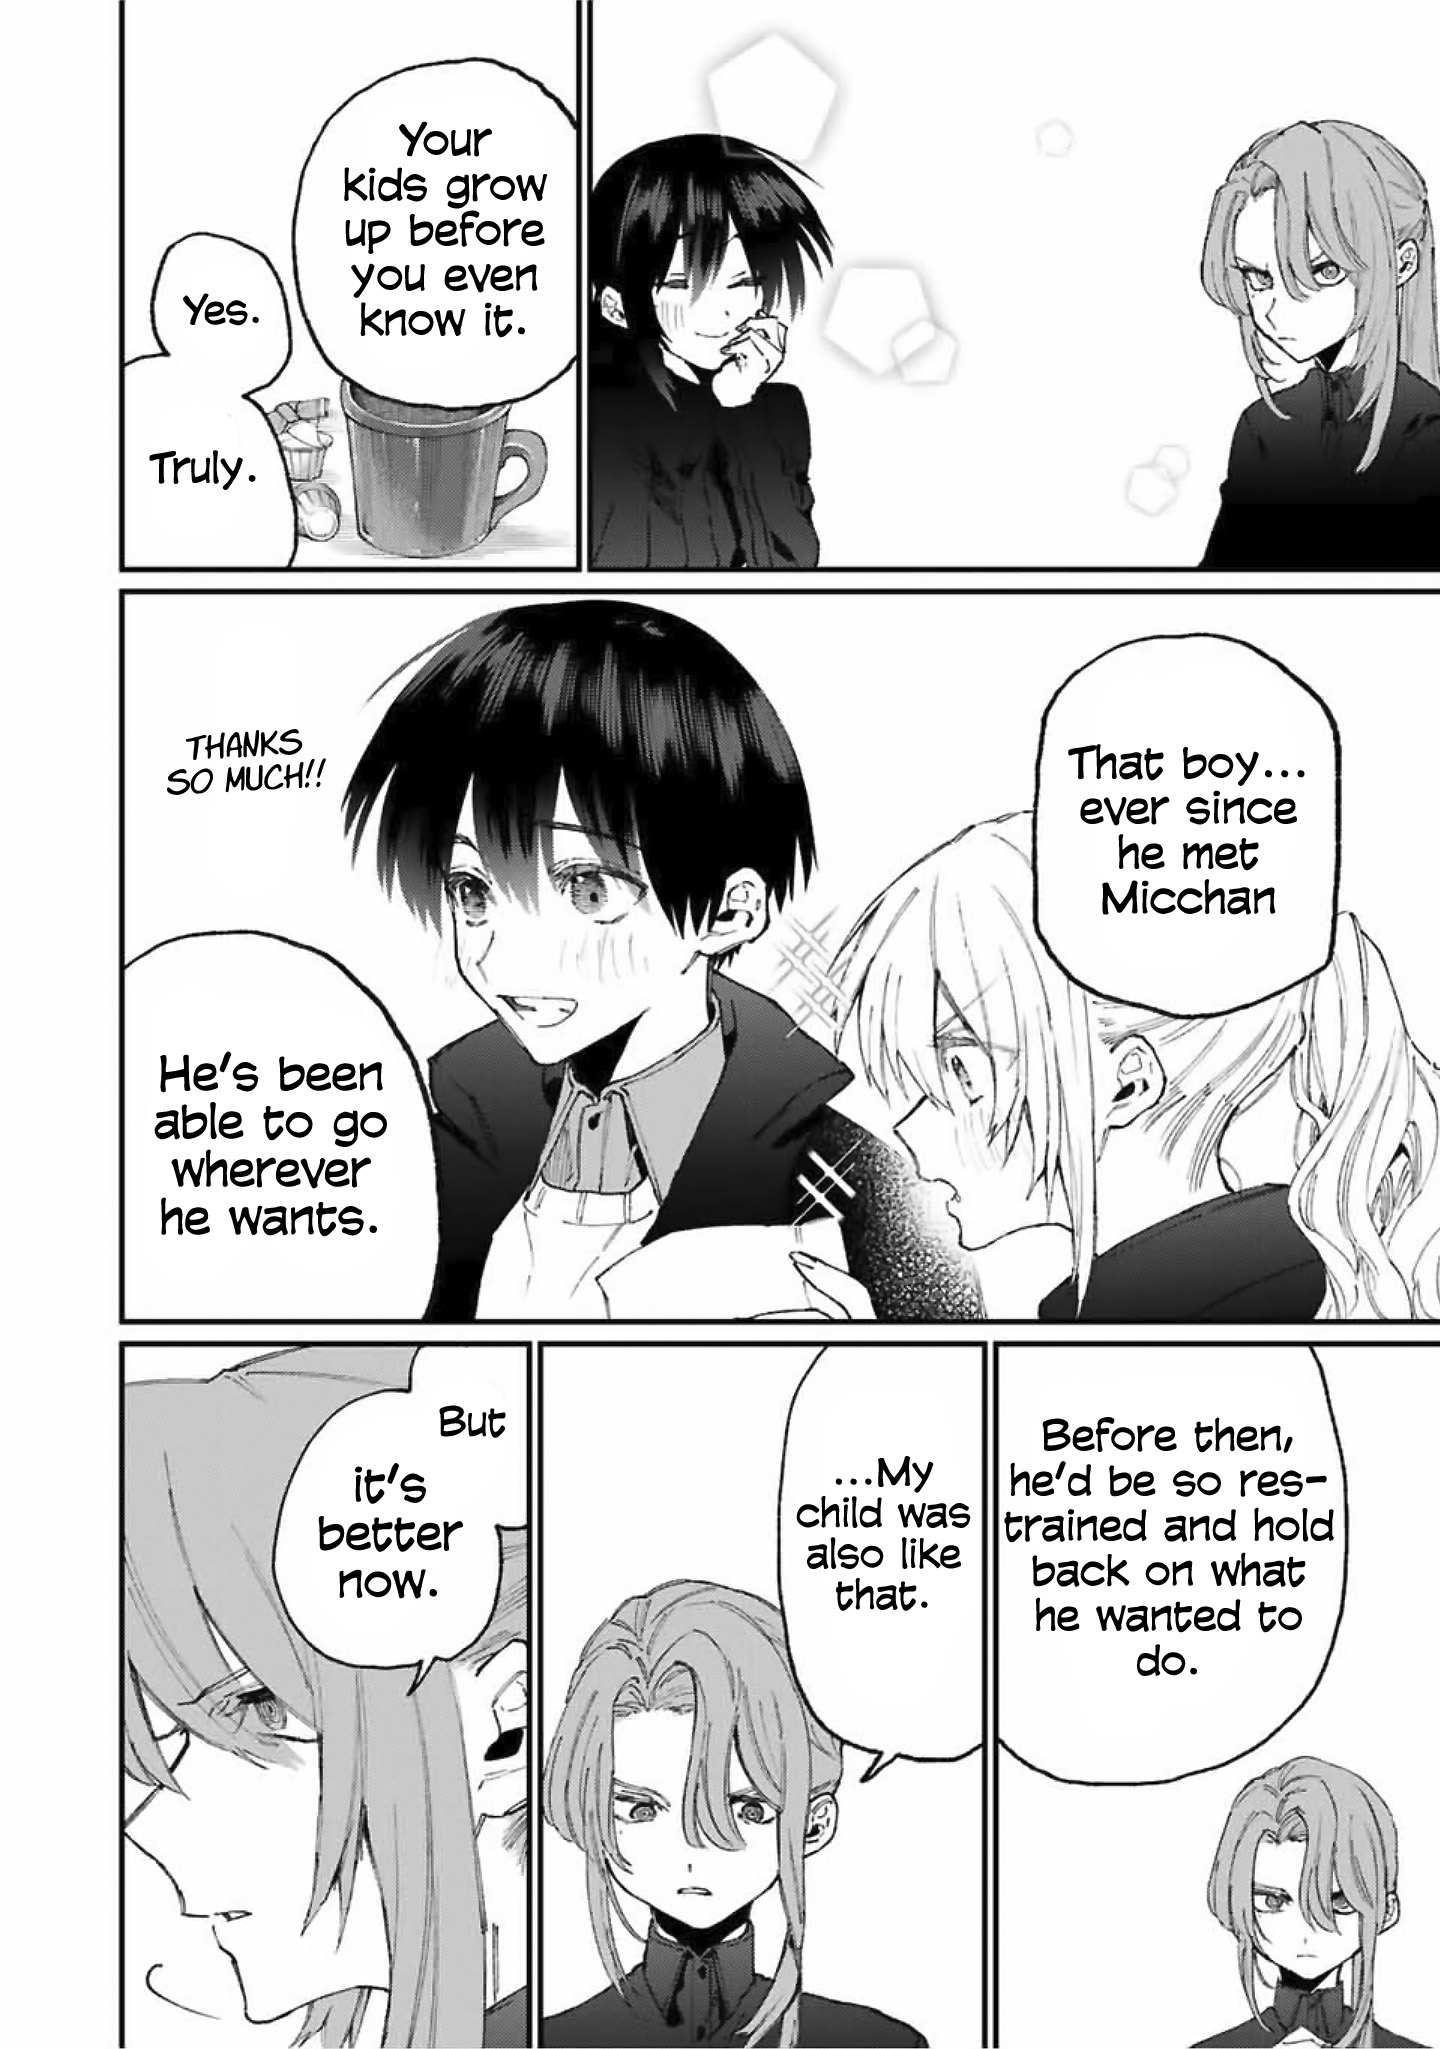 Your
kids grow
up before
you even
know it.
Yes.
Truly.
That boy...
ever since
he met
Micchan
THANKS
SO MUCH!!
He's been
able to go
wherever
he wants.
Before then,
he'd be so res-
trained and hold
back on what
he wanted to
do.
...My
child was
also like
that.
But
it's
better
now.